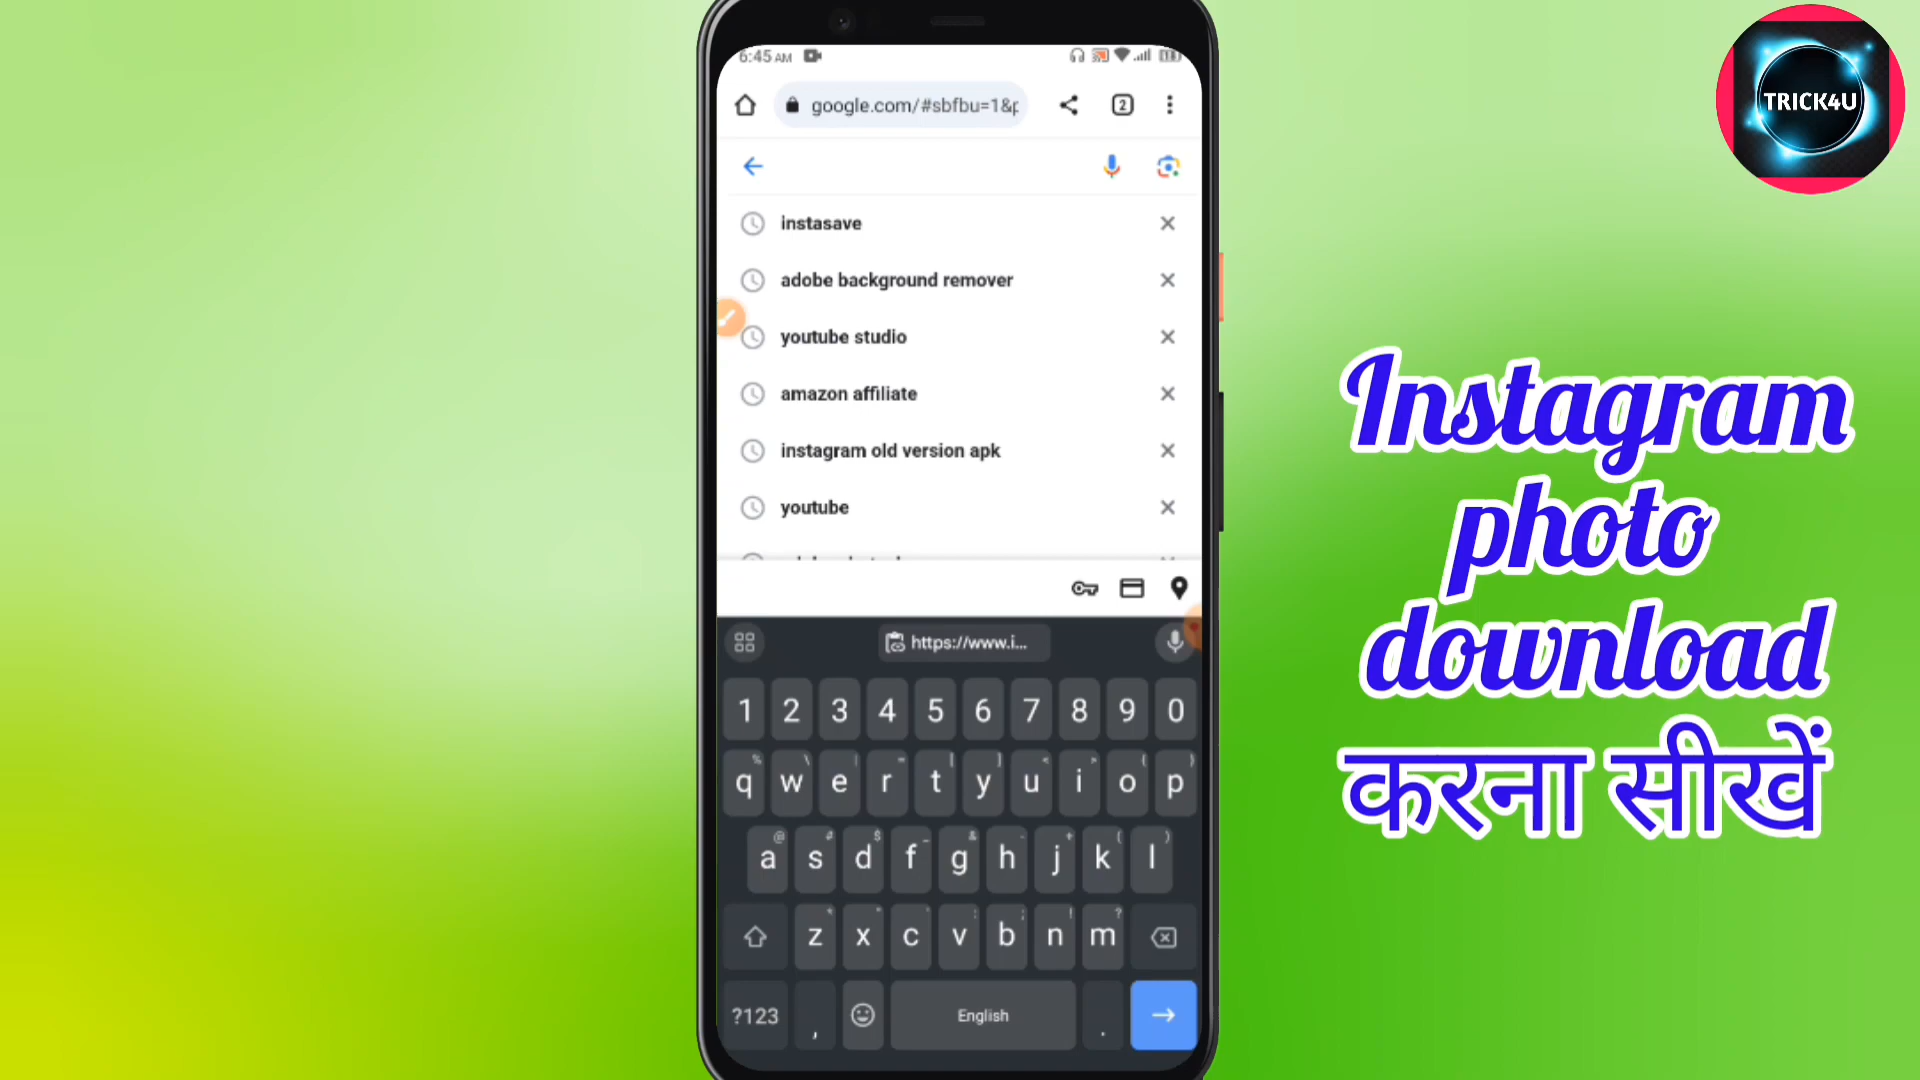 6:45 AM
TRICK4U
google.com/#sbfbu=1&p
2
instasave
adobe background remover
youtube studio
amazon affiliate
instagram old version apk
youtube
https://www.i...
1 2 3 4 5 6 7 8 9 0
q w e r t y u i o p
a s d f g h j k l
z x c v b n m
?123 , English .
Instagram
photo
download
करना सीखें